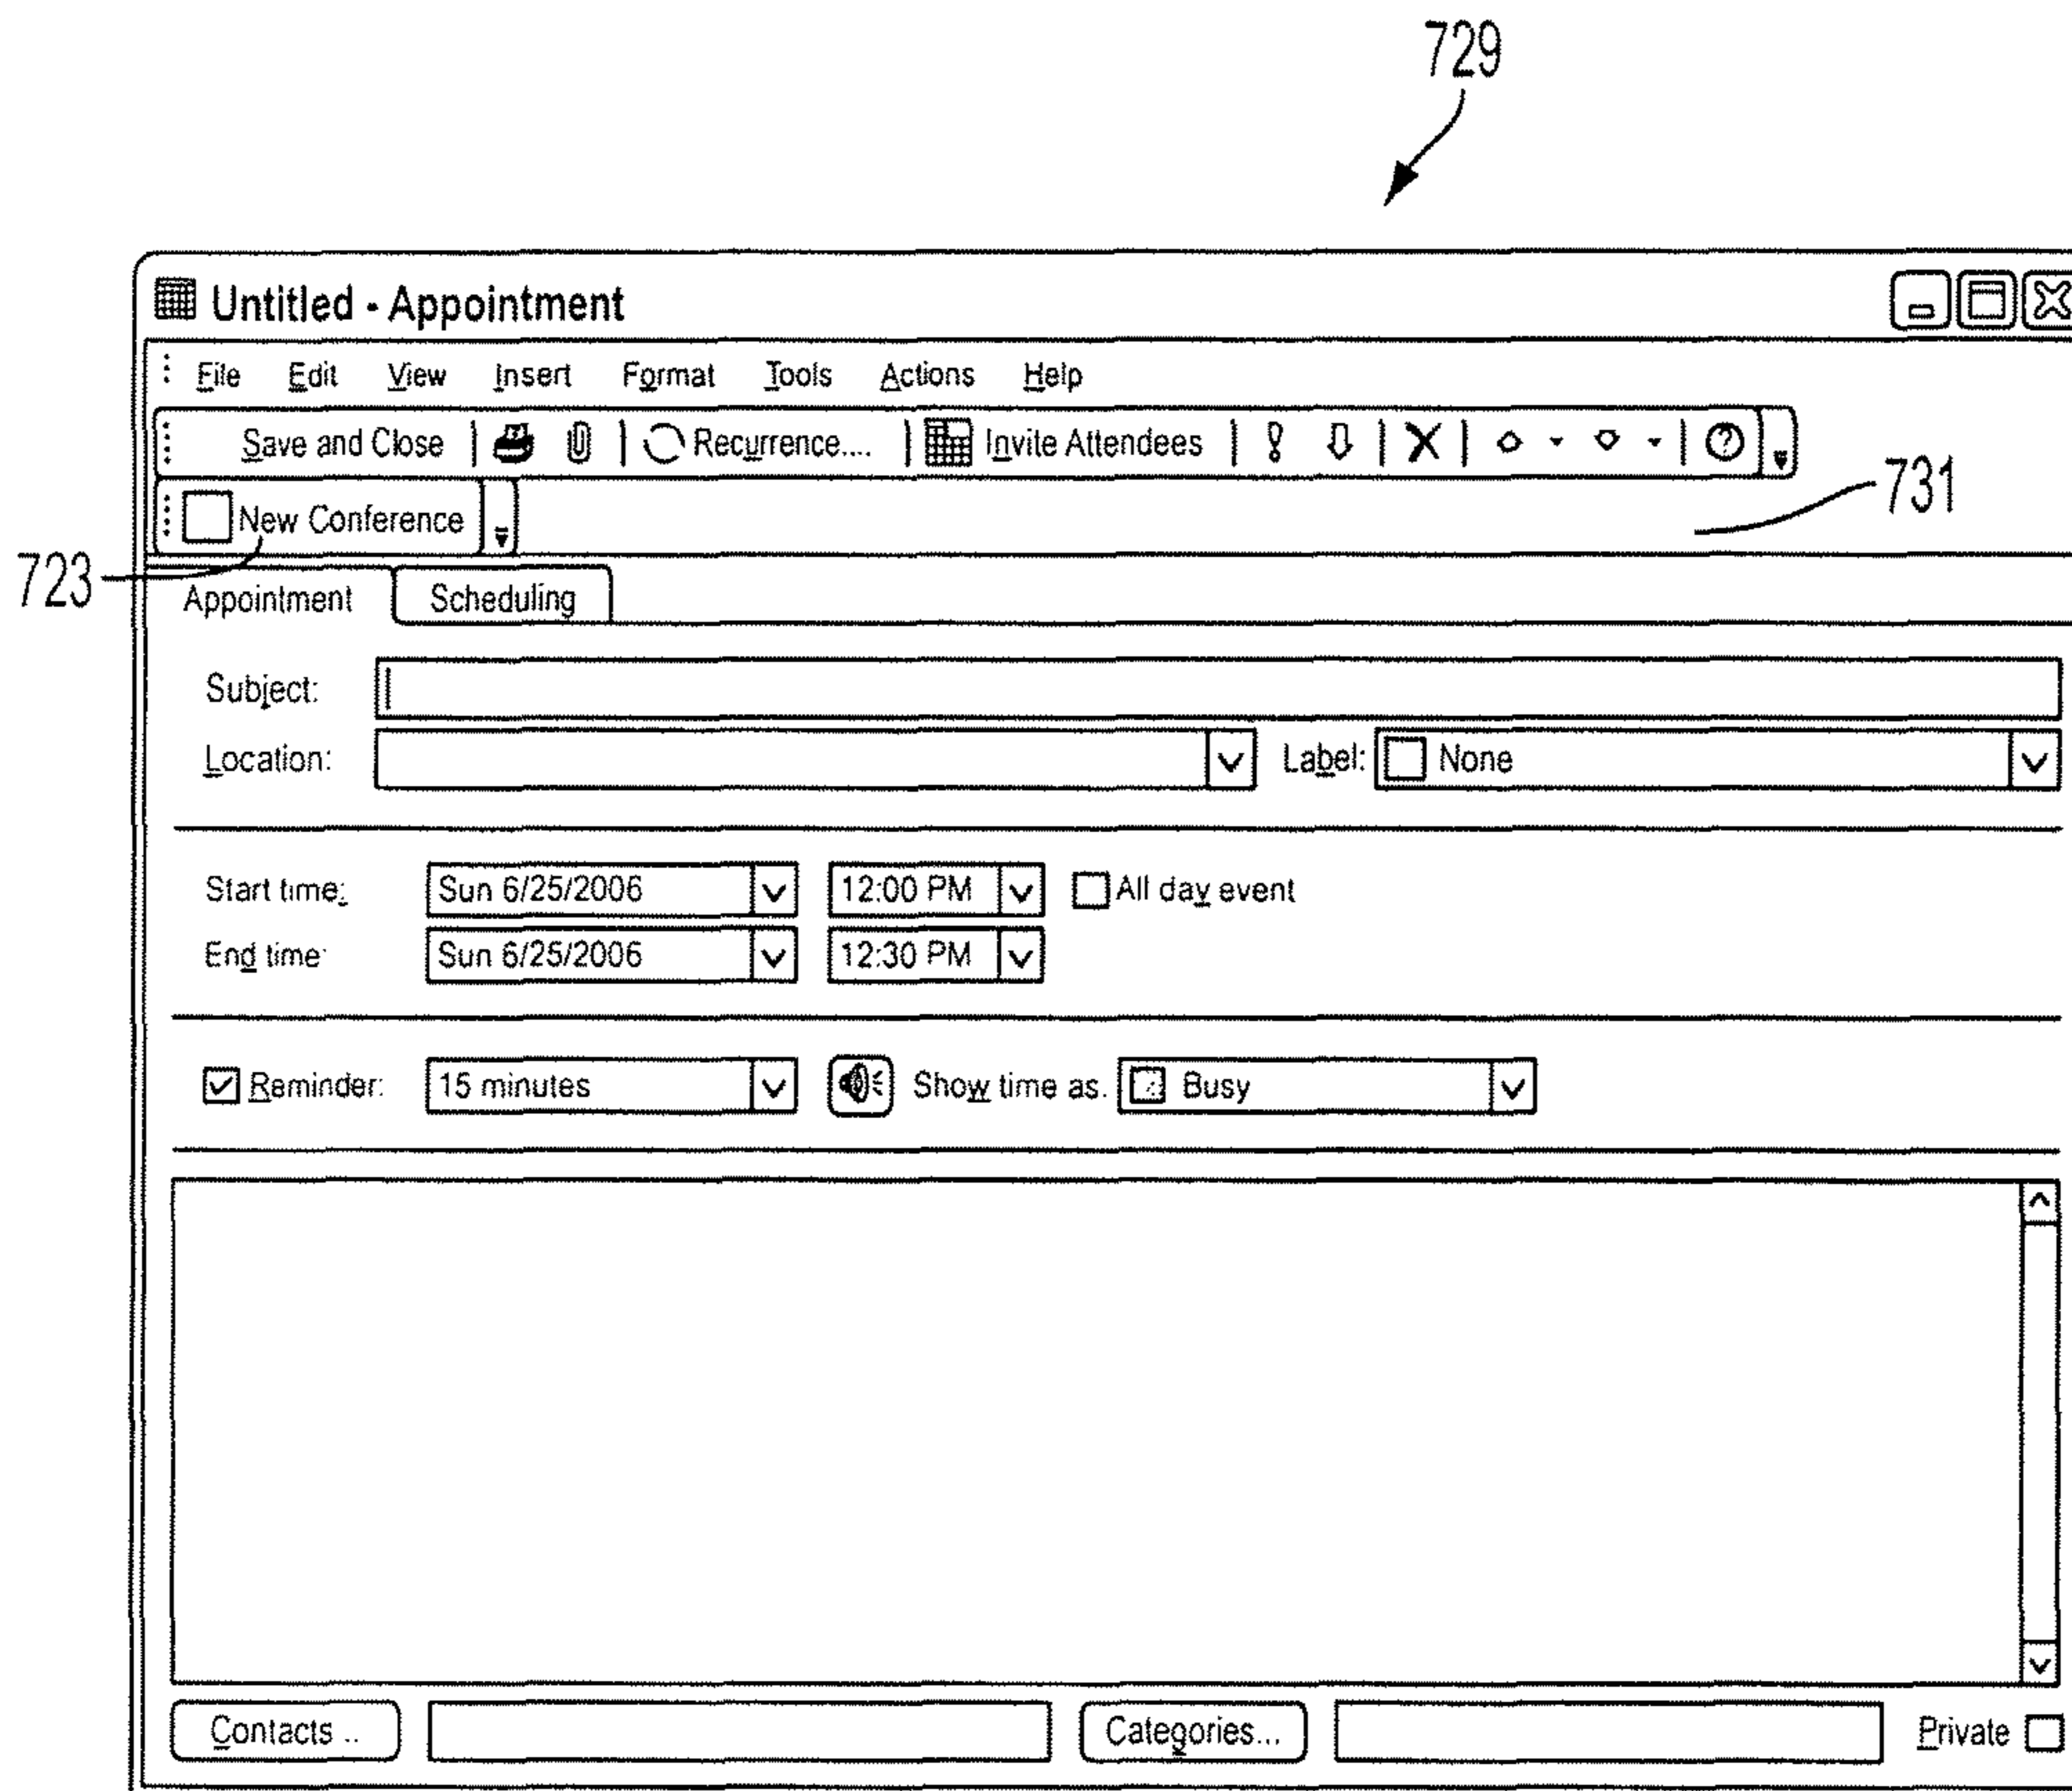 729
Untitled - Appointment
File Edit View Insert Format Tools Actions Help
Save and Close Recurrence.... Invite Attendees
731
New Conference
723
Appointment Scheduling
Subject:
Location: Label: None
Start time: Sun 6/25/2006 12:00 PM All day event
End time: Sun 6/25/2006 12:30 PM
Reminder: 15 minutes Show time as. Busy
Contacts .. Categories... Private